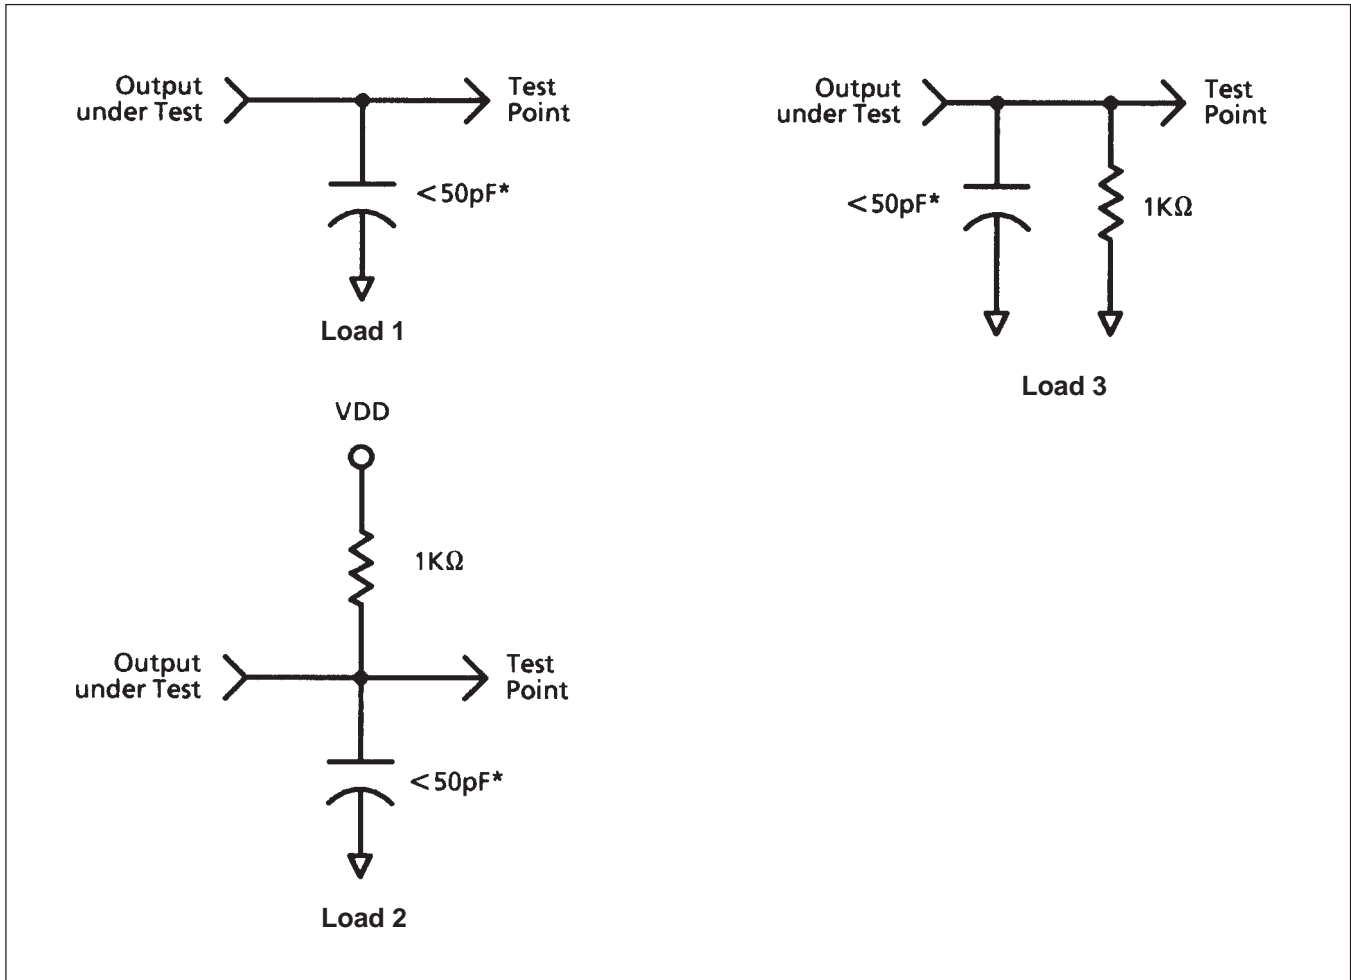 Output
under Test
Test
Point
<50pF*
Load 1
Output
under Test
Test
Point
<50pF*
1KΩ
Load 3
VDD
1KΩ
Output
under Test
Test
Point
<50pF*
Load 2